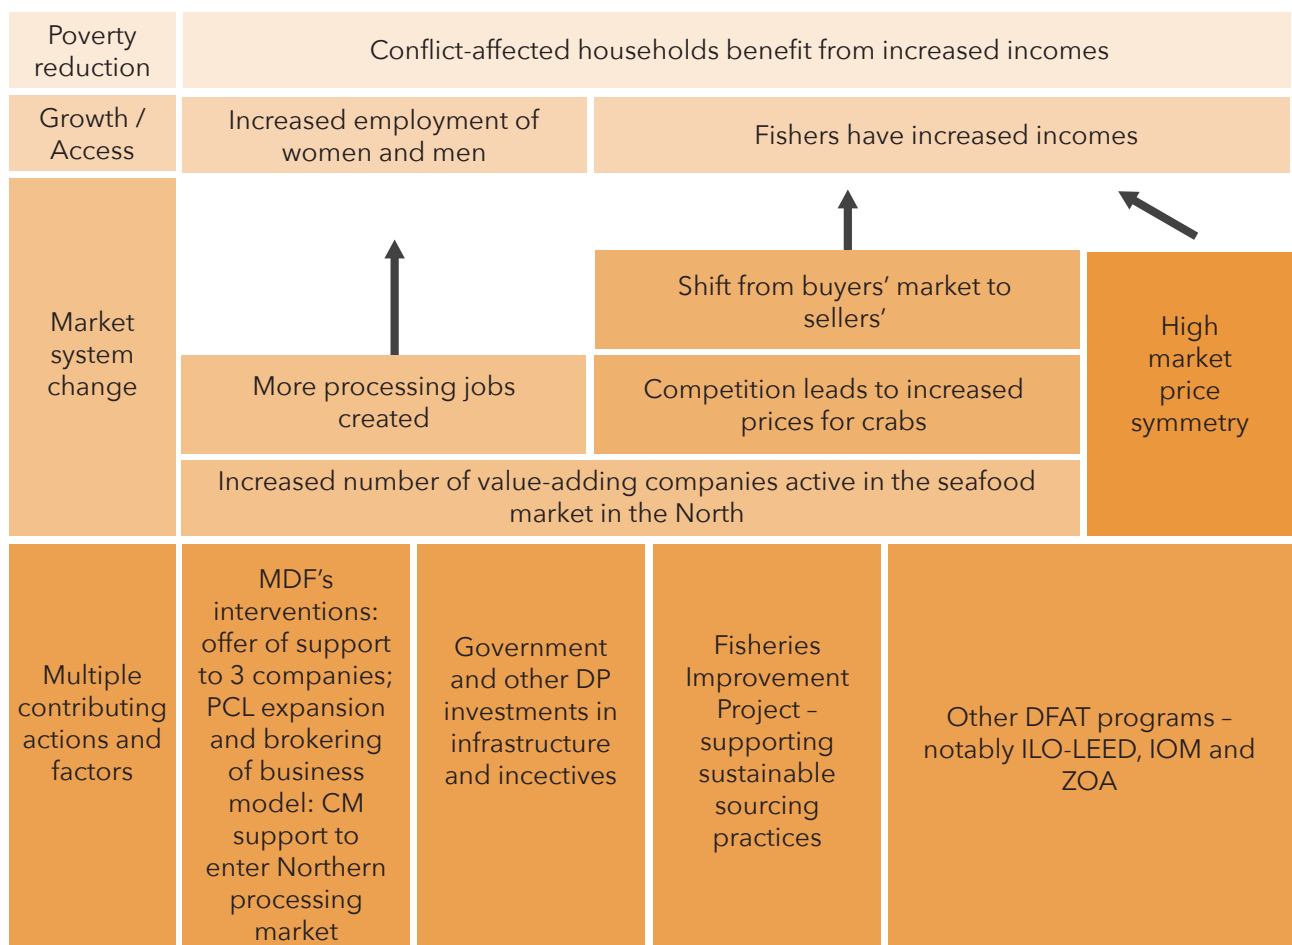 Poverty
reduction
Conflict-affected households benefit from increased incomes
Growth /
Access
Increased employment of
women and men
Fishers have increased incomes
Market
system
change
Shift from buyers’ market to
sellers’
High
market
price
symmetry
More processing jobs
created
Competition leads to increased
prices for crabs
Increased number of value-adding companies active in the seafood
market in the North
Multiple
contributing
actions and
factors
MDF’s
interventions:
offer of support
to 3 companies;
PCL expansion
and brokering
of business
model: CM
support to
enter Northern
processing
market
Government
and other DP
investments in
infrastructure
and incectives
Fisheries
Improvement
Project –
supporting
sustainable
sourcing
practices
Other DFAT programs –
notably ILO-LEED, IOM and
ZOA